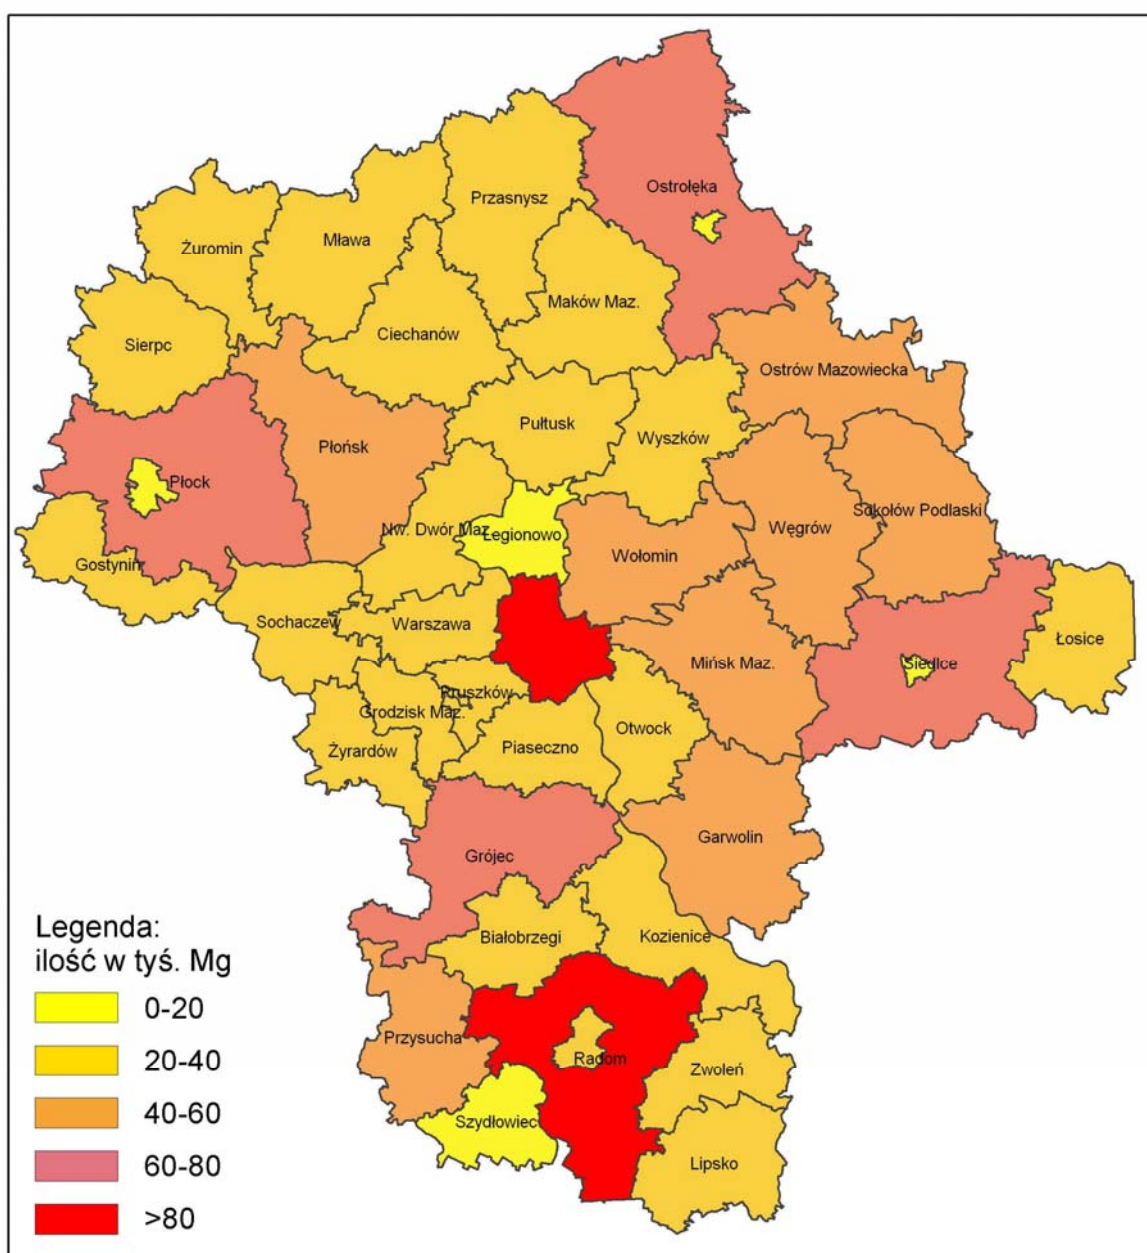 Ostrołęka
Przasnysz
Mława
Żuromin
Maków Maz.
Ciechanów
Sierpc
Ostrów Mazowiecka
Pułtusk
Wyszków
Płońsk
Płock
Sokołów Podlaski
Węgrów
Nw. Dwór Maz.
Legionowo
Wołomin
Gostynin
Sochaczew
Warszawa
Łosice
Siedlce
Mińsk Maz.
Pruszków
Grodzisk Maz.
Otwock
Żyrardów
Piaseczno
Garwolin
Grójec
Białobrzegi
Kozienice
Przysucha
Radom
Zwoleń
Szydłowiec
Lipsko
Legenda:
ilość w tyś. Mg
0-20
20-40
40-60
60-80
>80